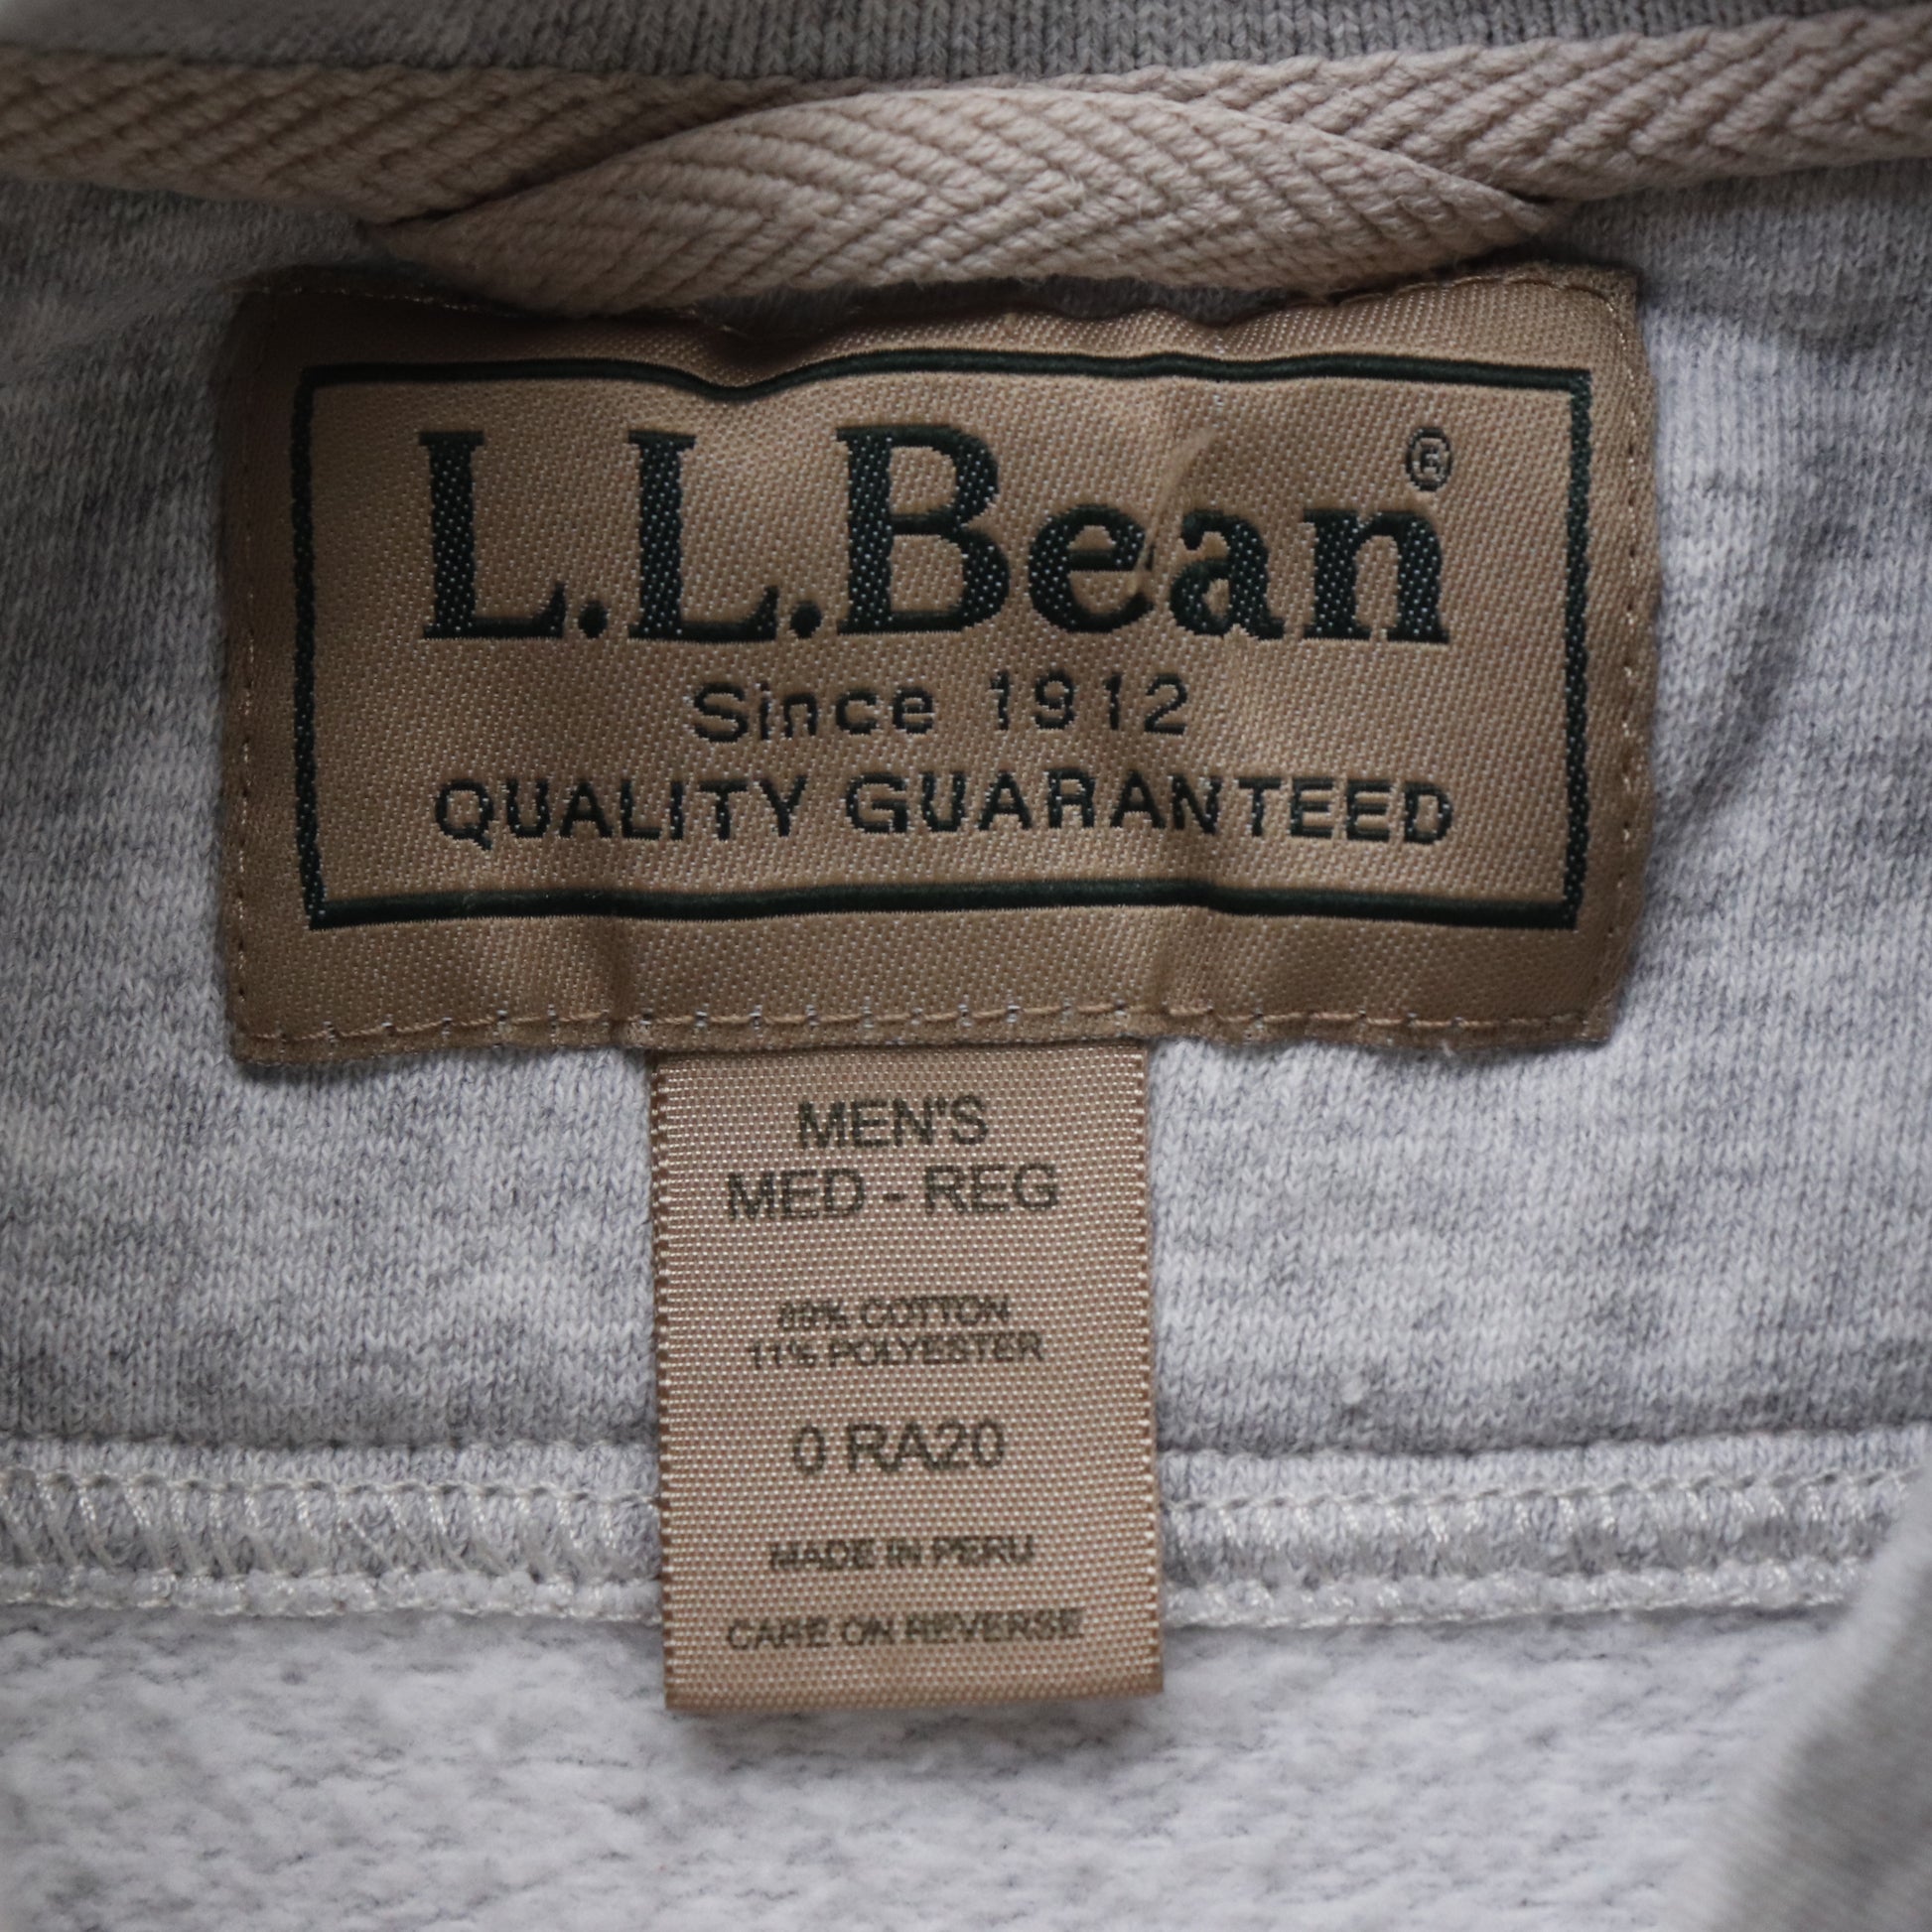 L.L.Bean®
Since 1912
QUALITY GUARANTEED
MEN'S
MED - REG
89% COTTON
11% POLYESTER
0 RA20
MADE IN PERU
CARE ON REVERSE